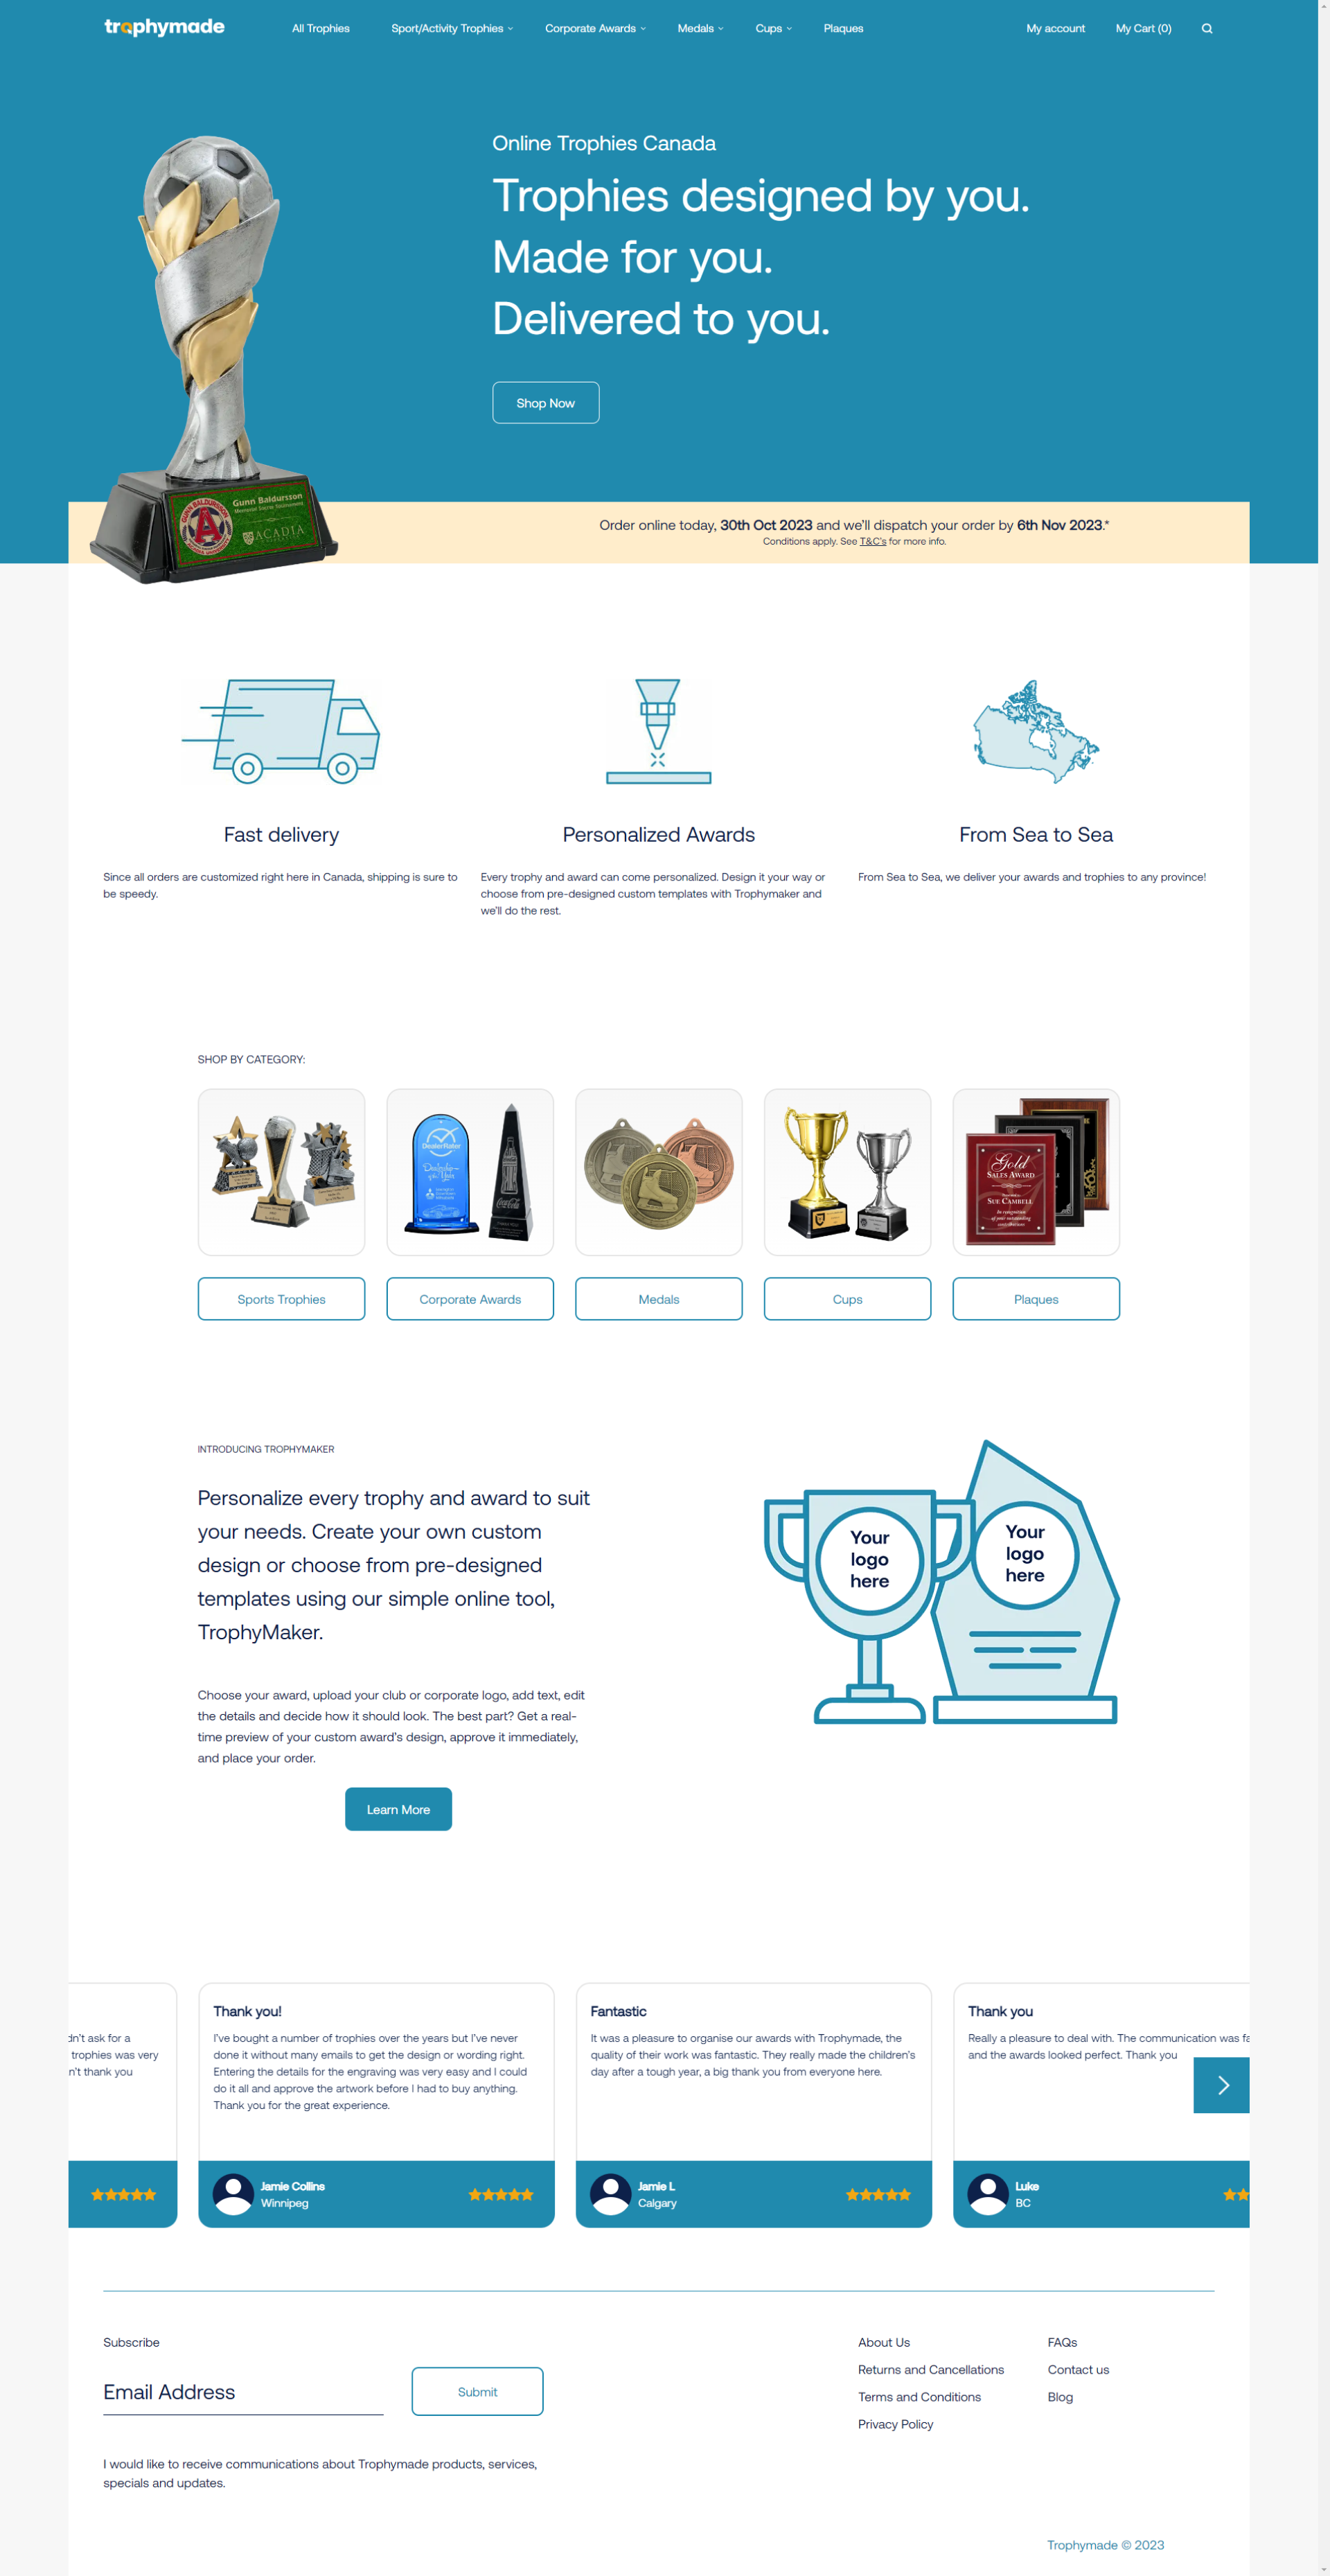 trophymade
All Trophies
Sport/Activity Trophies
Corporate Awards
Medals
Cups
Plaques
My account
My Cart (0)
Online Trophies Canada
Trophies designed by you.
Made for you.
Delivered to you.
Shop Now
Gunn Baldursson
Memorial Soccer Tournament
ACADIA
Order online today, 30th Oct 2023 and we'll dispatch your order by 6th Nov 2023.*
Conditions apply. See T&C's for more info.
Fast delivery
Since all orders are customized right here in Canada, shipping is sure to
be speedy.
Personalized Awards
Every trophy and award can come personalized. Design it your way or
choose from pre-designed custom templates with Trophymaker and
we'll do the rest.
From Sea to Sea
From Sea to Sea, we deliver your awards and trophies to any province!
SHOP BY CATEGORY:
DealerRater
Dealership
of the Year
Coca-Cola
Gold
SALES AWARD
SUE CAMBELL
In recognition
of your outstanding
contributions
Sports Trophies
Corporate Awards
Medals
Cups
Plaques
INTRODUCING TROPHYMAKER
Personalize every trophy and award to suit
your needs. Create your own custom
design or choose from pre-designed
templates using our simple online tool,
TrophyMaker.
Choose your award, upload your club or corporate logo, add text, edit
the details and decide how it should look. The best part? Get a real-
time preview of your custom award's design, approve it immediately,
and place your order.
Learn More
Your
logo
here
Your
logo
here
dn't ask for a
trophies was very
n't thank you
Thank you!
I've bought a number of trophies over the years but I've never
done it without many emails to get the design or wording right.
Entering the details for the engraving was very easy and I could
do it all and approve the artwork before I had to buy anything.
Thank you for the great experience.
Jamie Collins
Winnipeg
Fantastic
It was a pleasure to organise our awards with Trophymade, the
quality of their work was fantastic. They really made the children's
day after a tough year, a big thank you from everyone here.
Jamie L
Calgary
Thank you
Really a pleasure to deal with. The communication was fa
and the awards looked perfect. Thank you
Luke
BC
Subscribe
Email Address
Submit
I would like to receive communications about Trophymade products, services,
specials and updates.
About Us
Returns and Cancellations
Terms and Conditions
Privacy Policy
FAQs
Contact us
Blog
Trophymade © 2023